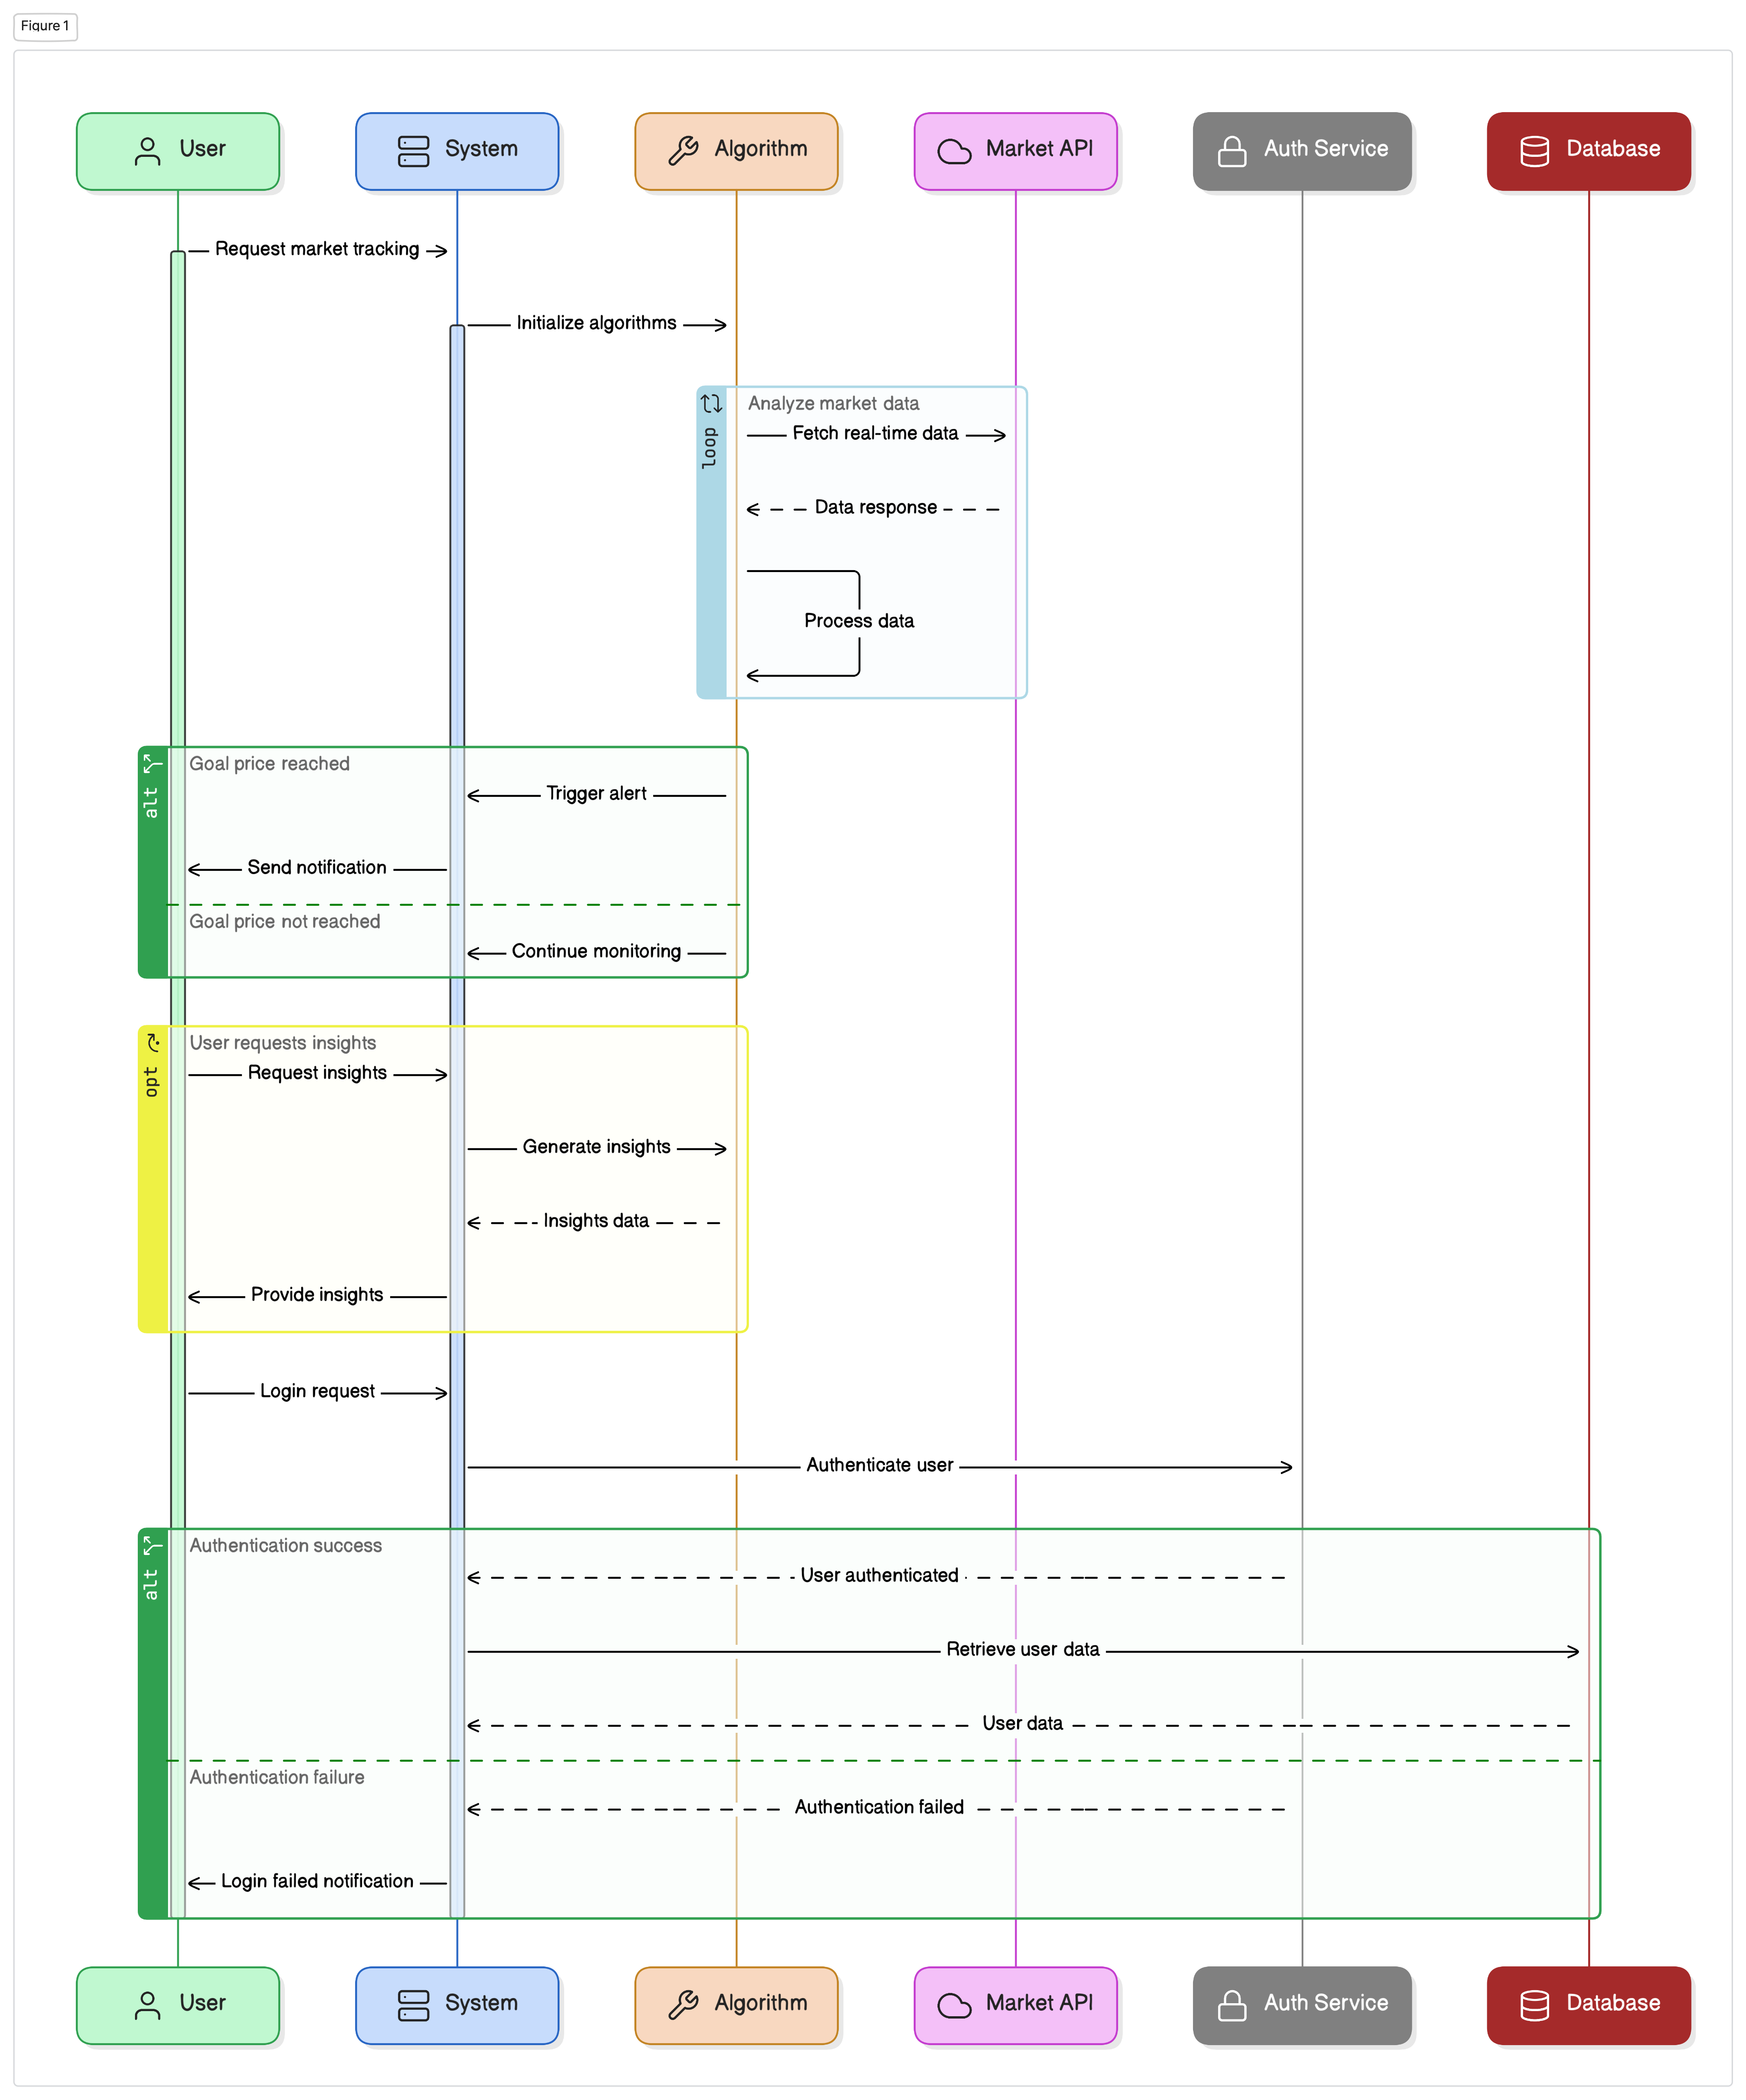 Figure 1
User
System
Algorithm
Market API
Auth Service
Database
Request market tracking
Initialize algorithms
loop
Analyze market data
Fetch real-time data
Data response
Process data
alt
Goal price reached
Trigger alert
Send notification
Goal price not reached
Continue monitoring
opt
User requests insights
Request insights
Generate insights
Insights data
Provide insights
Login request
Authenticate user
alt
Authentication success
User authenticated
Retrieve user data
User data
Authentication failure
Authentication failed
Login failed notification
User
System
Algorithm
Market API
Auth Service
Database